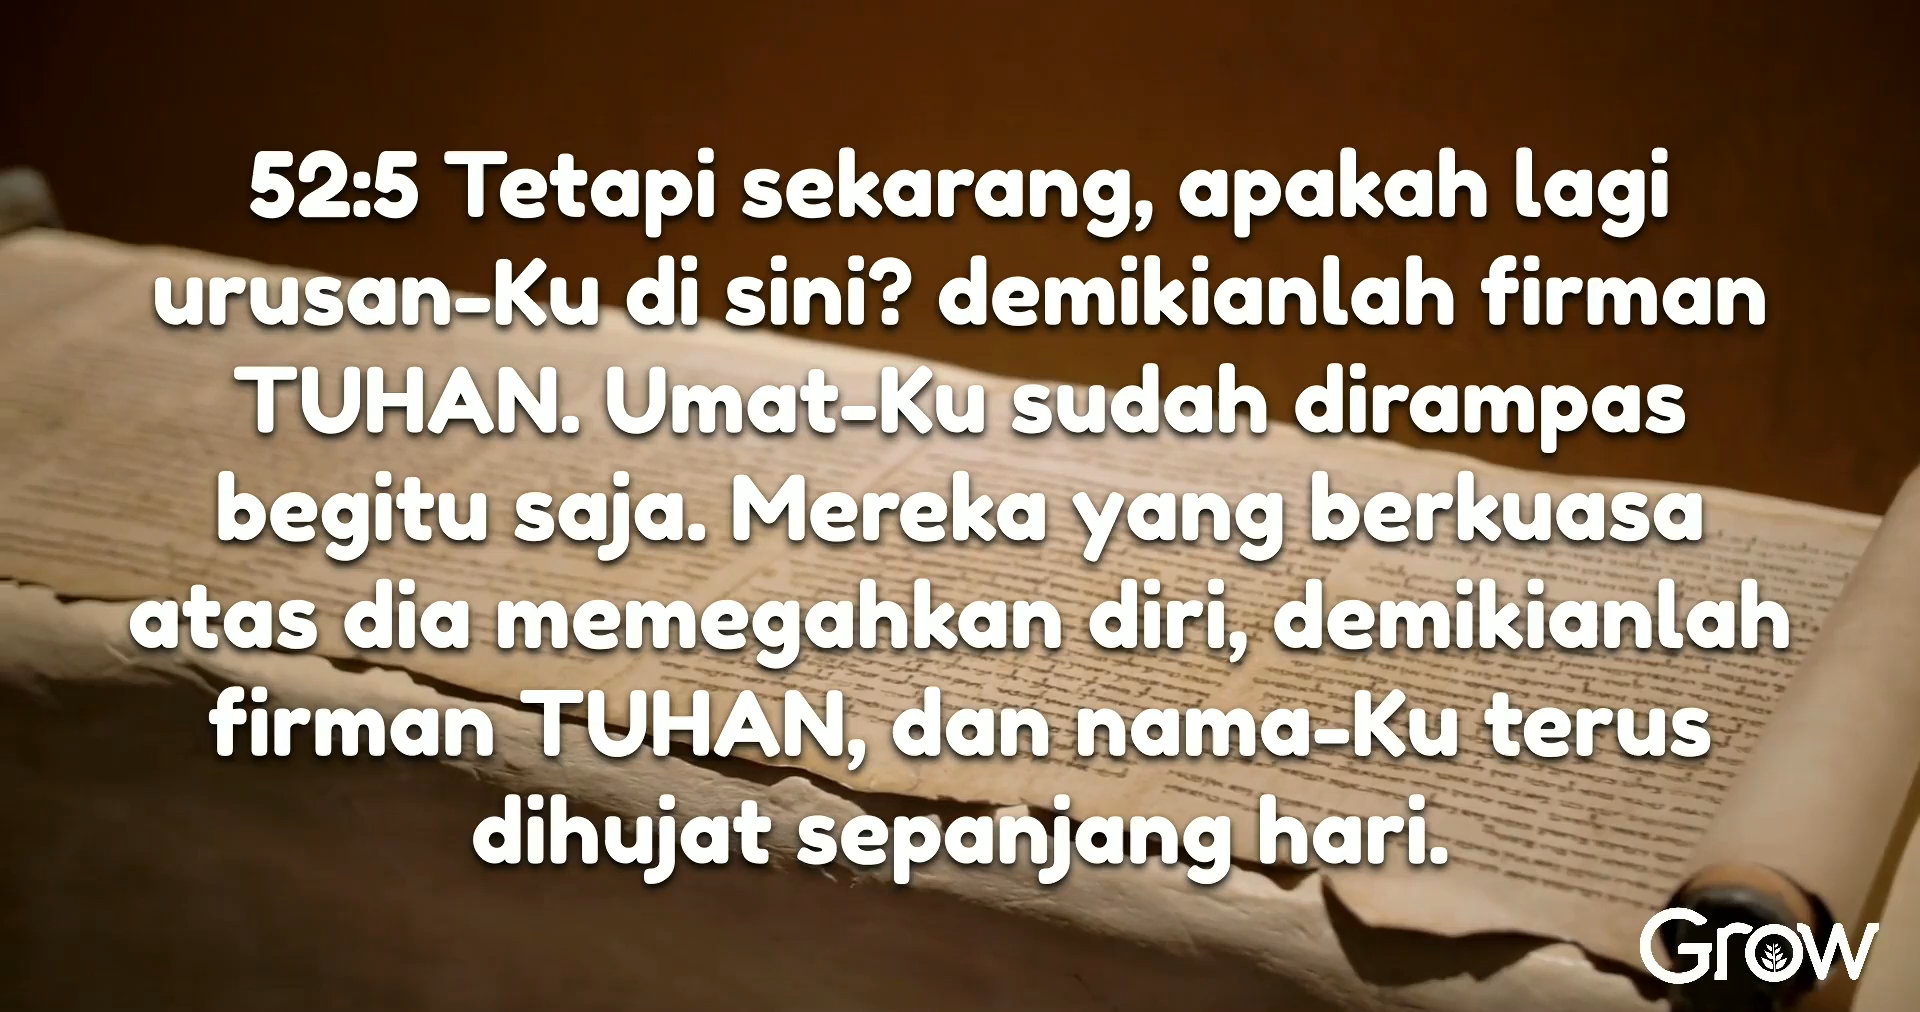 52:5 Tetapi sekarang, apakah lagi
urusan-Ku di sini? demikianlah firman
TUHAN. Umat-Ku sudah dirampas
begitu saja. Mereka yang berkuasa
atas dia memegahkan diri, demikianlah
firman TUHAN, dan nama-Ku terus
dihujat sepanjang hari.
Grow